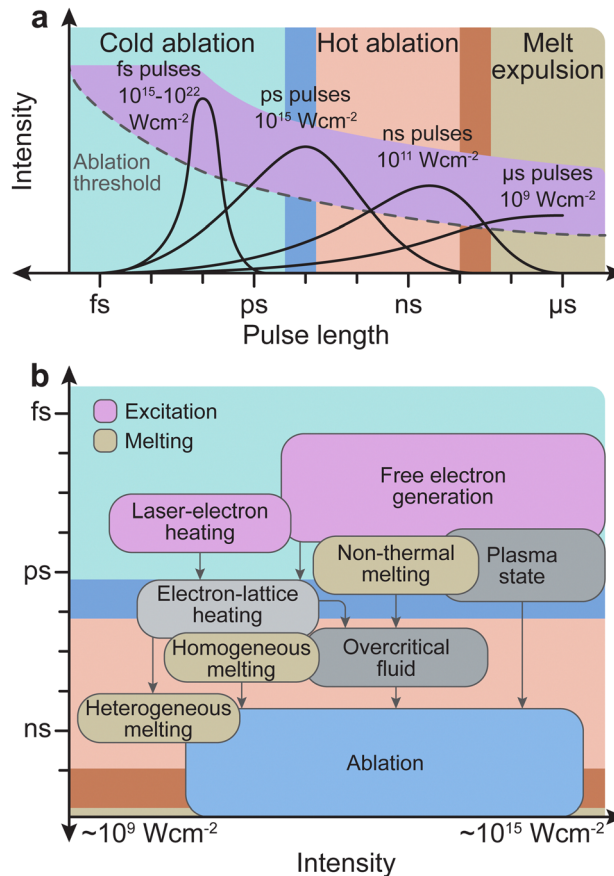 a
Cold ablation
Hot ablation
Melt
expulsion
fs pulses
10¹⁵-10²²
Wcm⁻²
ps pulses
10¹⁵ Wcm⁻²
ns pulses
10¹¹ Wcm⁻²
µs pulses
10⁹ Wcm⁻²
Ablation
threshold
Intensity
fs
ps
ns
µs
Pulse length
b
fs
Excitation
Melting
Free electron
generation
Laser-electron
heating
Non-thermal
melting
Plasma
state
ps
Electron-lattice
heating
Homogeneous
melting
Overcritical
fluid
Heterogeneous
melting
ns
Ablation
~10⁹ Wcm⁻²
~10¹⁵ Wcm⁻²
Intensity